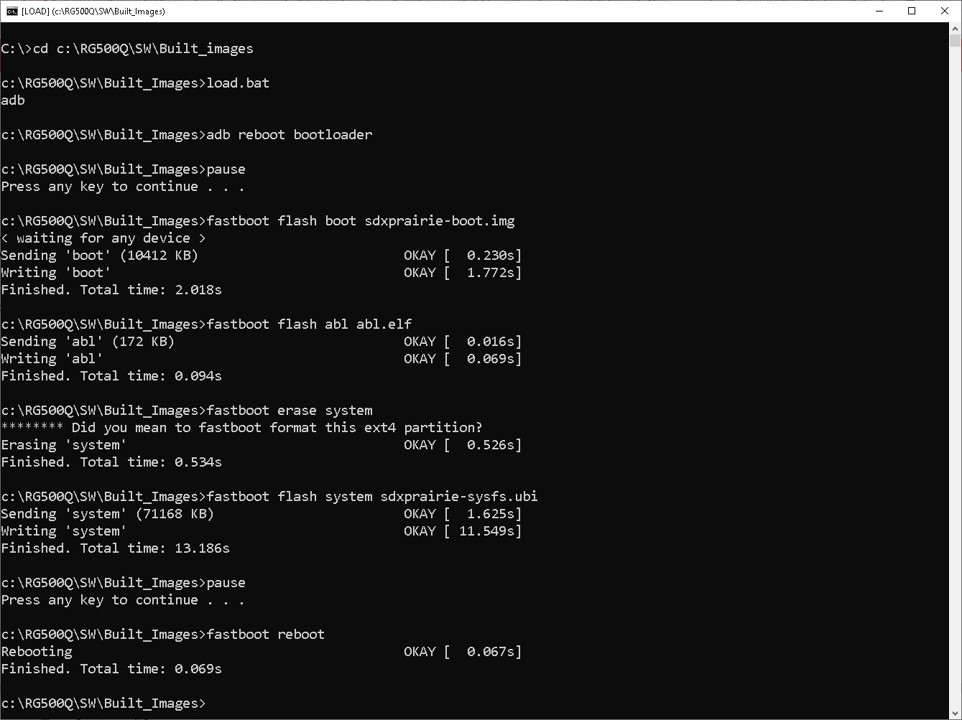 [LOAD] (c:\RG500Q\SW\Built_Images)
C:\>cd c:\RG500Q\SW\Built_images
c:\RG500Q\SW\Built_Images>load.bat
adb
c:\RG500Q\SW\Built_Images>adb reboot bootloader
c:\RG500Q\SW\Built_Images>pause
Press any key to continue . . .
c:\RG500Q\SW\Built_Images>fastboot flash boot sdxprairie-boot.img
< waiting for any device >
Sending 'boot' (10412 KB)                          OKAY [  0.230s]
Writing 'boot'                                     OKAY [  1.772s]
Finished. Total time: 2.018s
c:\RG500Q\SW\Built_Images>fastboot flash abl abl.elf
Sending 'abl' (172 KB)                             OKAY [  0.016s]
Writing 'abl'                                      OKAY [  0.069s]
Finished. Total time: 0.094s
c:\RG500Q\SW\Built_Images>fastboot erase system
******** Did you mean to fastboot format this ext4 partition?
Erasing 'system'                                   OKAY [  0.526s]
Finished. Total time: 0.534s
c:\RG500Q\SW\Built_Images>fastboot flash system sdxprairie-sysfs.ubi
Sending 'system' (71168 KB)                        OKAY [  1.625s]
Writing 'system'                                   OKAY [ 11.549s]
Finished. Total time: 13.186s
c:\RG500Q\SW\Built_Images>pause
Press any key to continue . . .
c:\RG500Q\SW\Built_Images>fastboot reboot
Rebooting                                          OKAY [  0.067s]
Finished. Total time: 0.069s
c:\RG500Q\SW\Built_Images>